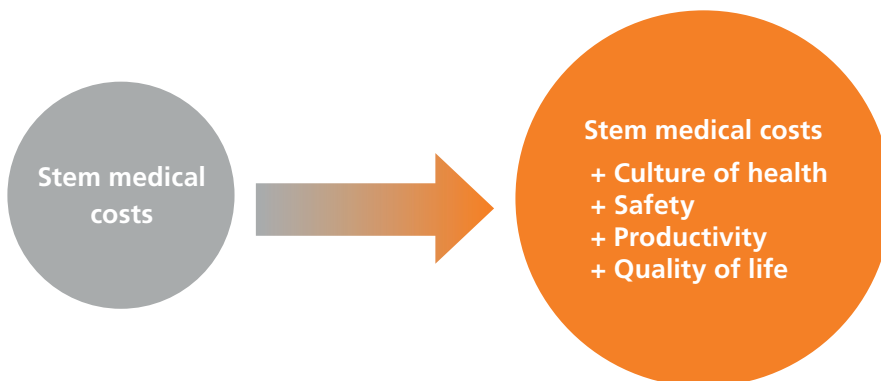 Stem medical
costs
Stem medical costs
+ Culture of health
+ Safety
+ Productivity
+ Quality of life